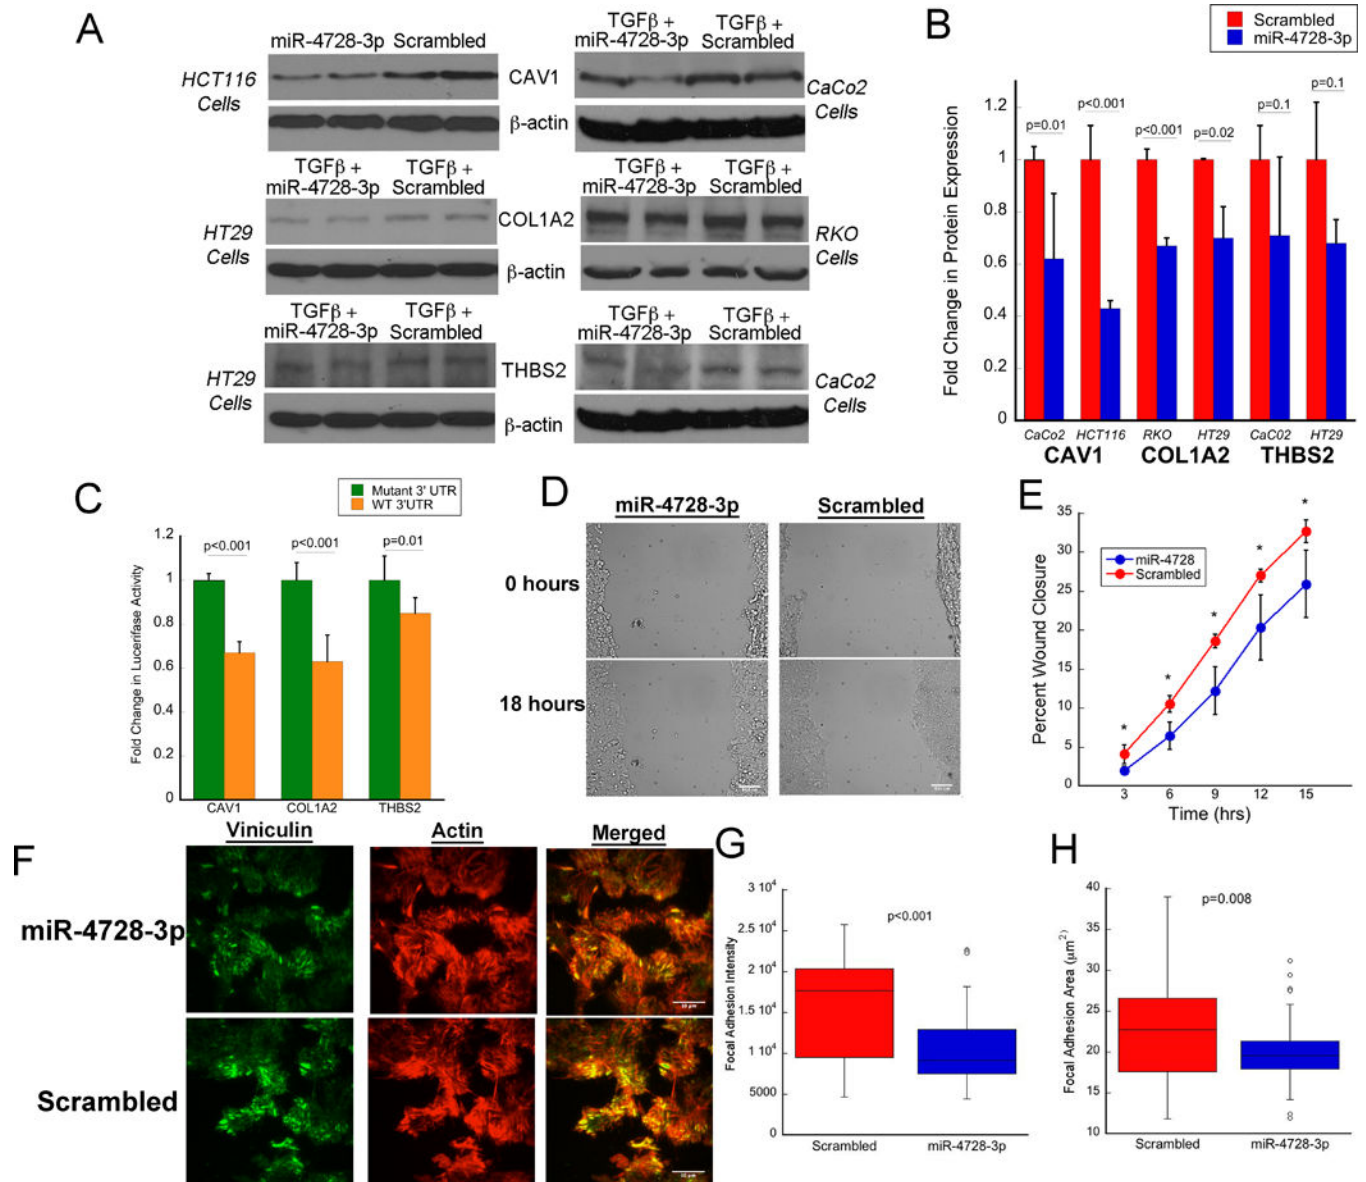 A
miR-4728-3p Scrambled
HCT116
Cells
CAV1
β-actin
TGFβ +
miR-4728-3p
TGFβ +
Scrambled
CaCo2
Cells
TGFβ +
miR-4728-3p
TGFβ +
Scrambled
HT29
Cells
COL1A2
β-actin
TGFβ +
miR-4728-3p
TGFβ +
Scrambled
RKO
Cells
TGFβ +
miR-4728-3p
TGFβ +
Scrambled
HT29
Cells
THBS2
β-actin
TGFβ +
miR-4728-3p
TGFβ +
Scrambled
CaCo2
Cells
B
Scrambled
miR-4728-3p
Fold Change in Protein Expression
1.2
1
0.8
0.6
0.4
0.2
0
p=0.01
p<0.001
p<0.001
p=0.02
p=0.1
p=0.1
CaCo2 HCT116 RKO HT29 CaC02 HT29
CAV1 COL1A2 THBS2
C
Mutant 3' UTR
WT 3'UTR
Fold Change in Lucerifase Activity
1.2
1
0.8
0.6
0.4
0.2
0
p<0.001
p<0.001
p=0.01
CAV1 COL1A2 THBS2
D
miR-4728-3p Scrambled
0 hours
18 hours
E
miR-4728
Scrambled
Percent Wound Closure
35
30
25
20
15
10
5
0
* * * * *
3 6 9 12 15
Time (hrs)
F
Viniculin Actin Merged
miR-4728-3p
Scrambled
G
Focal Adhesion Intensity
3 10⁴
2.5 10⁴
2 10⁴
1.5 10⁴
1 10⁴
5000
0
p<0.001
Scrambled miR-4728-3p
H
Focal Adhesion Area (μm²)
40
35
30
25
20
15
10
p=0.008
Scrambled miR-4728-3p